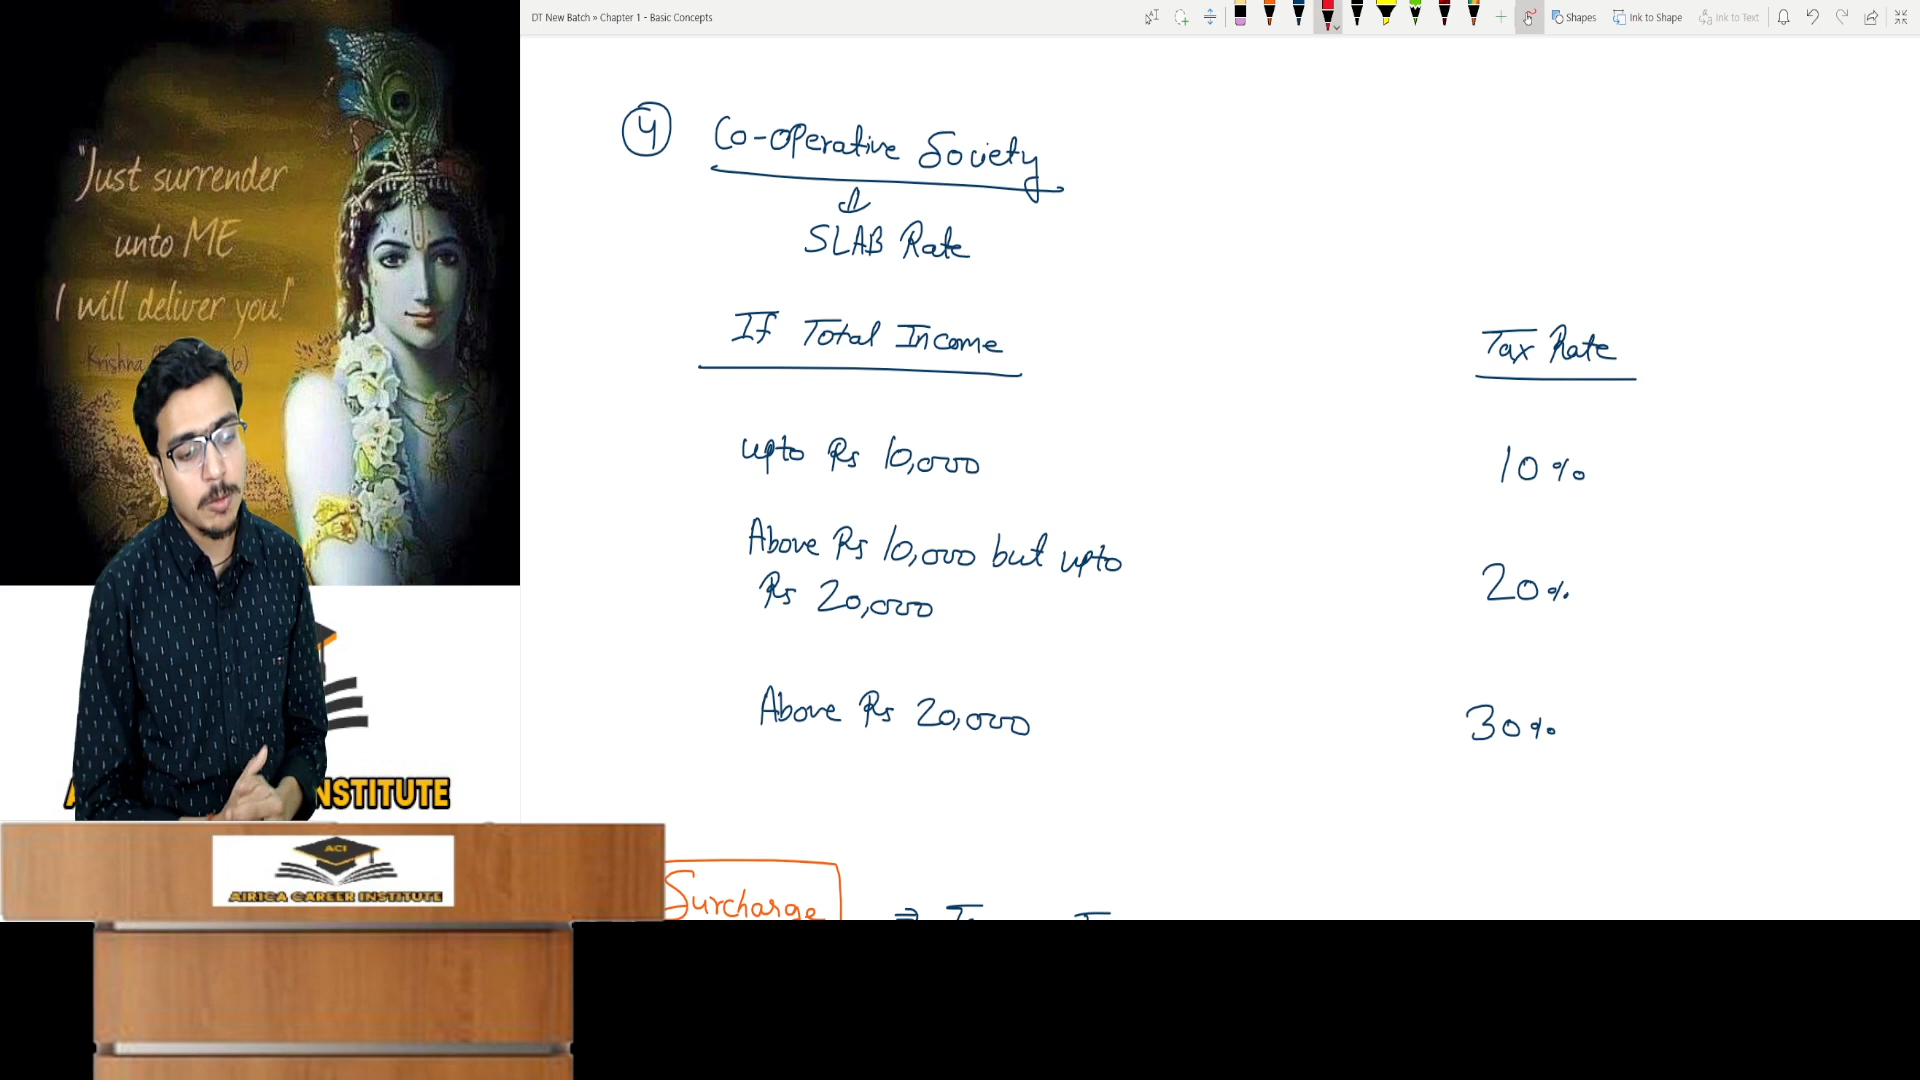 DT New Batch » Chapter 1 - Basic Concepts
Shapes
Ink to Shape
Ink to Text
"Just surrender
unto ME
I will deliver you!"
Krishna
④ Co-operative Society
SLAB Rate
If Total Income
Tax Rate
upto Rs 10,000
10%
Above Rs 10,000 but upto
Rs 20,000
20%
Above Rs 20,000
30%
NSTITUTE
ACI
AIRICA CAREER INSTITUTE
Surcharge